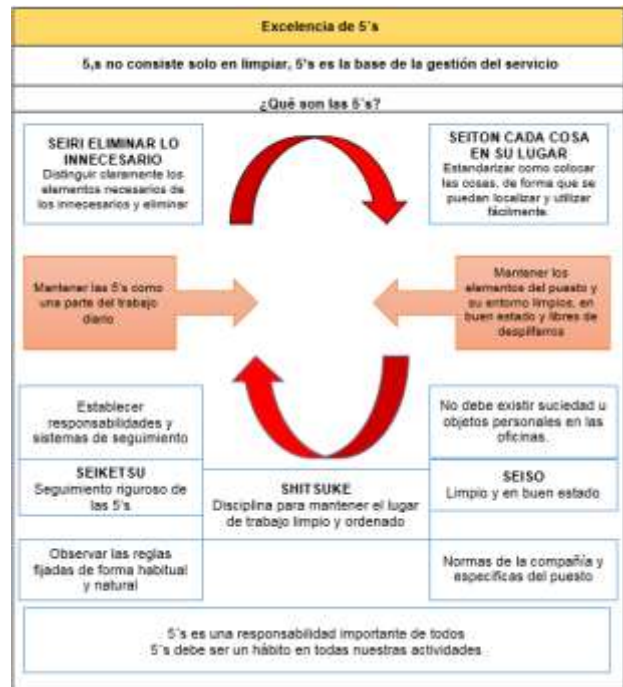 Excelencia de 5´s
5,s no consiste solo en limpiar, 5's es la base de la gestión del servicio
¿Qué son las 5´s?
SEIRI ELIMINAR LO
INNECESARIO
Distinguir claramente los
elementos necesarios de
los innecesarios y eliminar
SEITON CADA COSA
EN SU LUGAR
Estandarizar como colocar
las cosas, de forma que se
puedan localizar y utilizar
fácilmente.
Mantener las 5's como
una parte del trabajo
diario
Mantener los
elementos del puesto y
su entorno limpios, en
buen estado y libres de
despilfarros
Establecer
responsabilidades y
sistemas de seguimiento
No debe existir suciedad u
objetos personales en las
oficinas.
SEIKETSU
Seguimiento riguroso de
las 5's
SHITSUKE
Disciplina para mantener el lugar
de trabajo limpio y ordenado
SEISO
Limpio y en buen estado
Observar las reglas
fijadas de forma habitual
y natural
Normas de la compañía y
específicas del puesto
5´s es una responsabilidad importante de todos
5´s debe ser un hábito en todas nuestras actividades